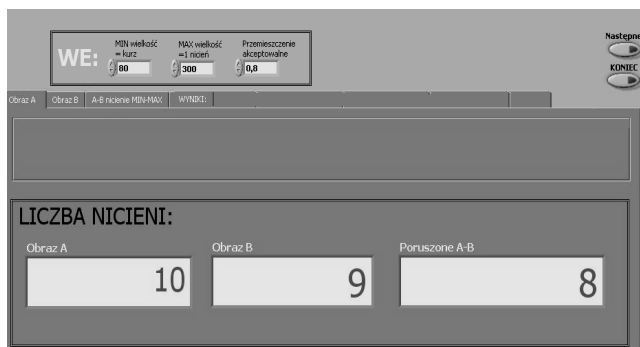 WE:
MIN wielkość
= kurz
80
MAX wielkość
=1 nicień
300
Przemieszczenie
akceptowalne
0,8
Następne
KONIEC
Obraz A
Obraz B
A-B nicienie MIN-MAX
WYNIKI:
LICZBA NICIENI:
Obraz A
10
Obraz B
9
Poruszone A-B
8